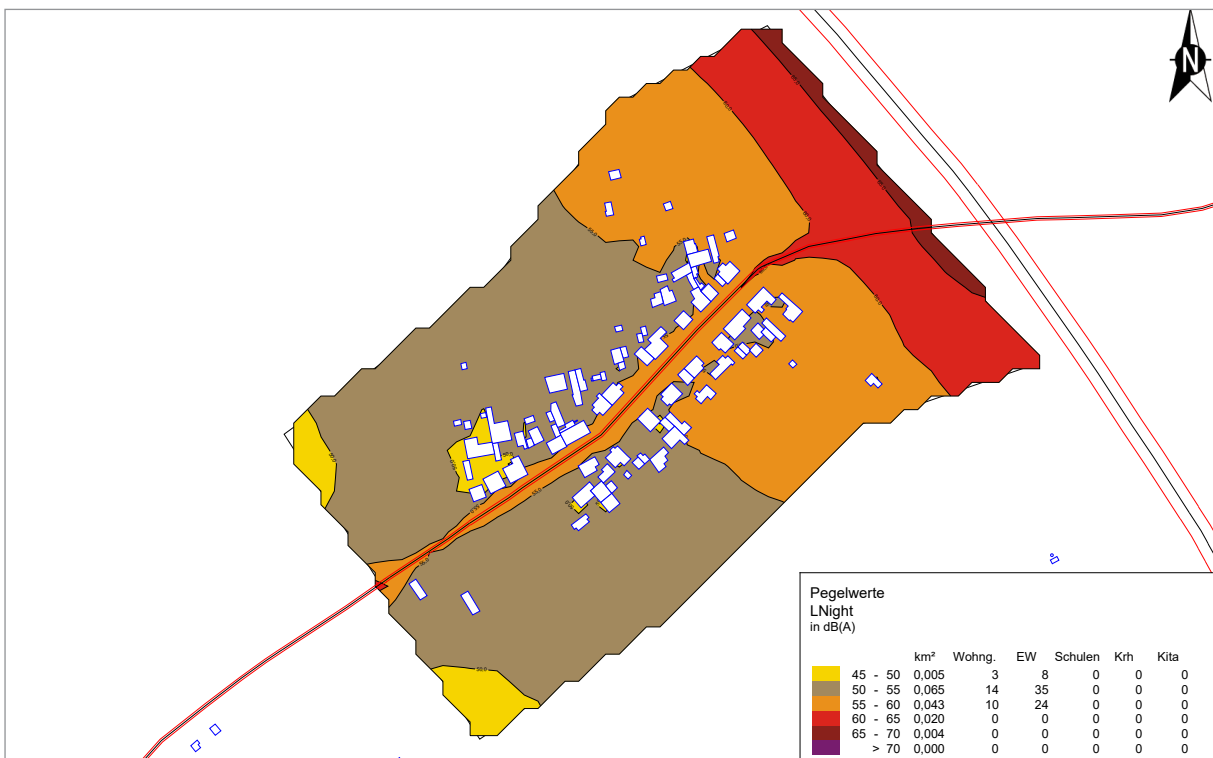 N
Pegelwerte
LNight
in dB(A)
km² Wohng. EW Schulen Krh Kita
45 - 50 0,005 3 8 0 0 0
50 - 55 0,065 14 35 0 0 0
55 - 60 0,043 10 24 0 0 0
60 - 65 0,020 0 0 0 0 0
65 - 70 0,004 0 0 0 0 0
> 70 0,000 0 0 0 0 0